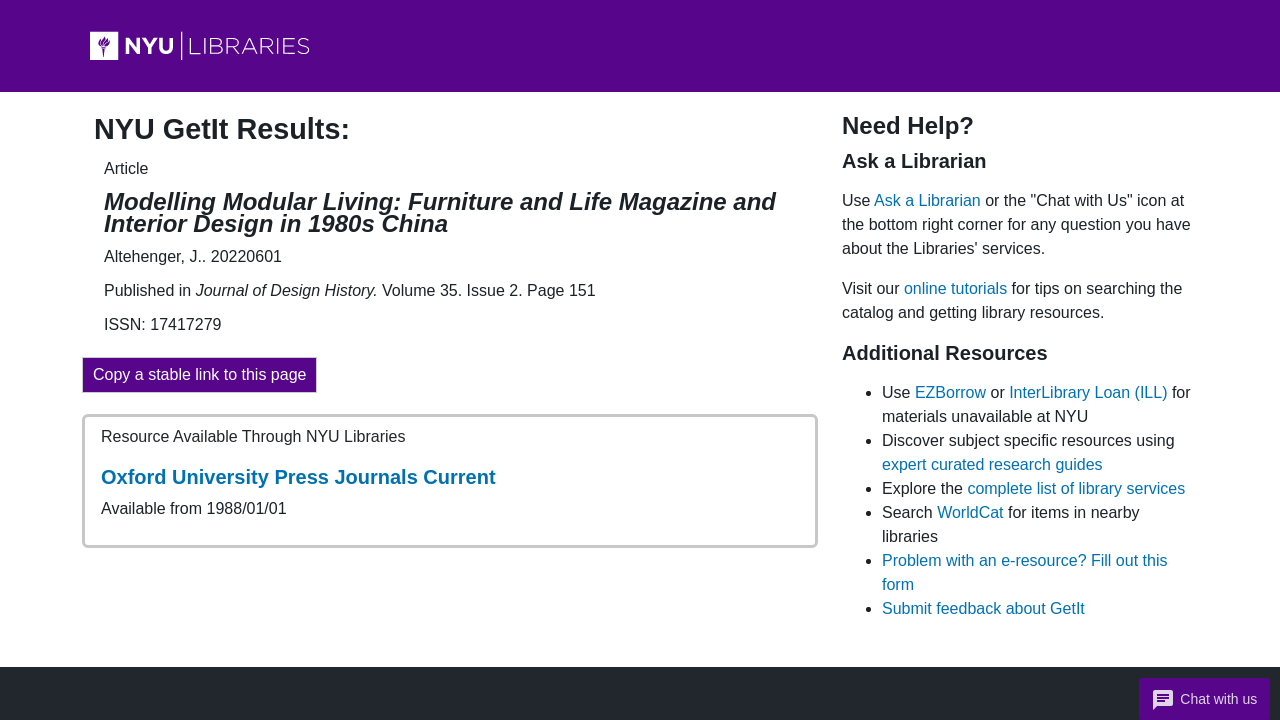 NYU LIBRARIES
NYU GetIt Results:
Article
Modelling Modular Living: Furniture and Life Magazine and
Interior Design in 1980s China
Altehenger, J.. 20220601
Published in Journal of Design History. Volume 35. Issue 2. Page 151
ISSN: 17417279
Copy a stable link to this page
Resource Available Through NYU Libraries
Oxford University Press Journals Current
Available from 1988/01/01
Need Help?
Ask a Librarian
Use Ask a Librarian or the "Chat with Us" icon at
the bottom right corner for any question you have
about the Libraries' services.
Visit our online tutorials for tips on searching the
catalog and getting library resources.
Additional Resources
Use EZBorrow or InterLibrary Loan (ILL) for
materials unavailable at NYU
Discover subject specific resources using
expert curated research guides
Explore the complete list of library services
Search WorldCat for items in nearby
libraries
Problem with an e-resource? Fill out this
form
Submit feedback about GetIt
Chat with us